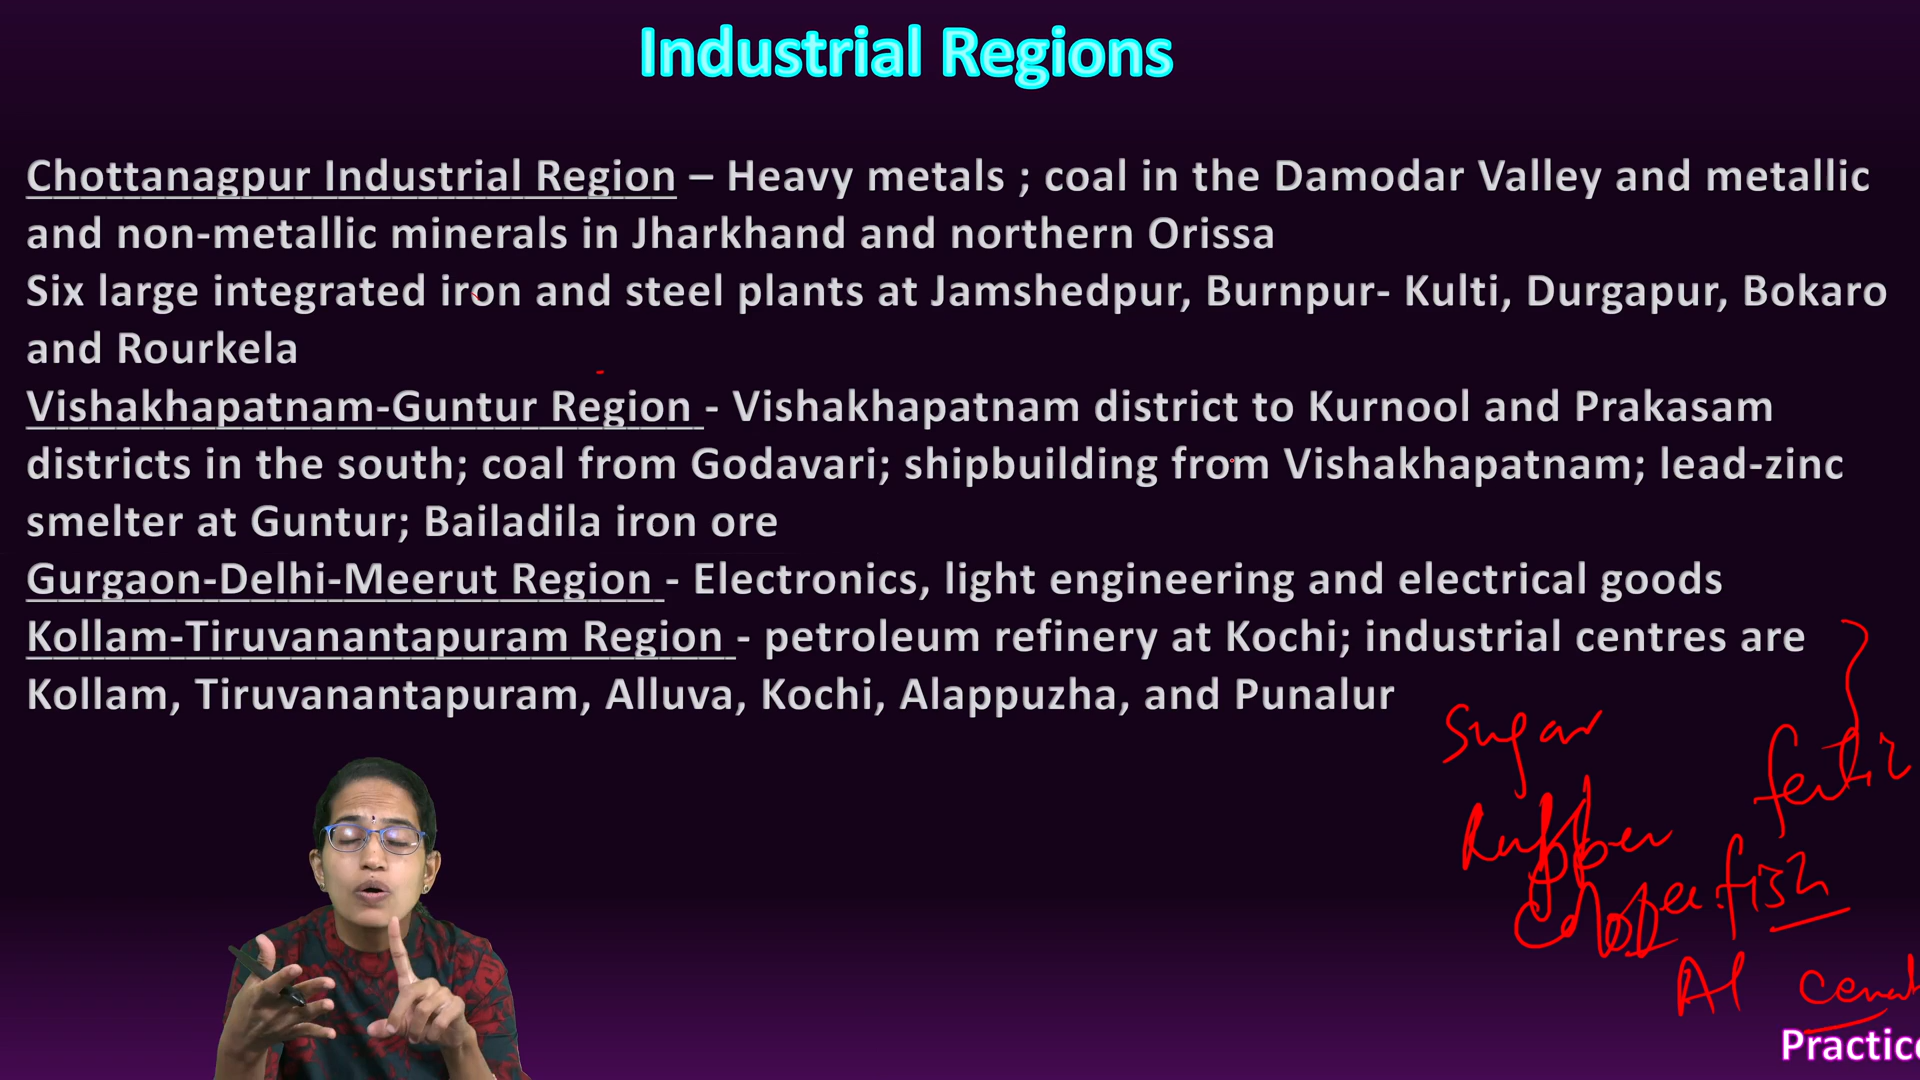 Industrial Regions
Chottanagpur Industrial Region – Heavy metals ; coal in the Damodar Valley and metallic
and non-metallic minerals in Jharkhand and northern Orissa
Six large integrated iron and steel plants at Jamshedpur, Burnpur- Kulti, Durgapur, Bokaro
and Rourkela
Vishakhapatnam-Guntur Region - Vishakhapatnam district to Kurnool and Prakasam
districts in the south; coal from Godavari; shipbuilding from Vishakhapatnam; lead-zinc
smelter at Guntur; Bailadila iron ore
Gurgaon-Delhi-Meerut Region - Electronics, light engineering and electrical goods
Kollam-Tiruvanantapuram Region - petroleum refinery at Kochi; industrial centres are
Kollam, Tiruvanantapuram, Alluva, Kochi, Alappuzha, and Punalur
Sugar
Rubber
fish
Al
Practice